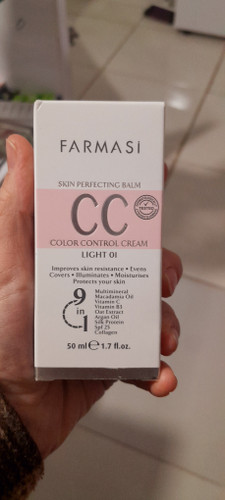 FARMASi
SKIN PERFECTING BALM
CC
TESTED
COLOR CONTROL CREAM
LIGHT 01
Improves skin resistance • Evens
Covers • Illuminates • Moisturises
Protects your skin
9 in 1
Multimineral
Macadamia Oil
Vitamin C
Vitamin B3
Oat Extract
Argan Oil
Silk Protein
Spf 25
Collagen
50 ml ℮ 1.7 fl.oz.